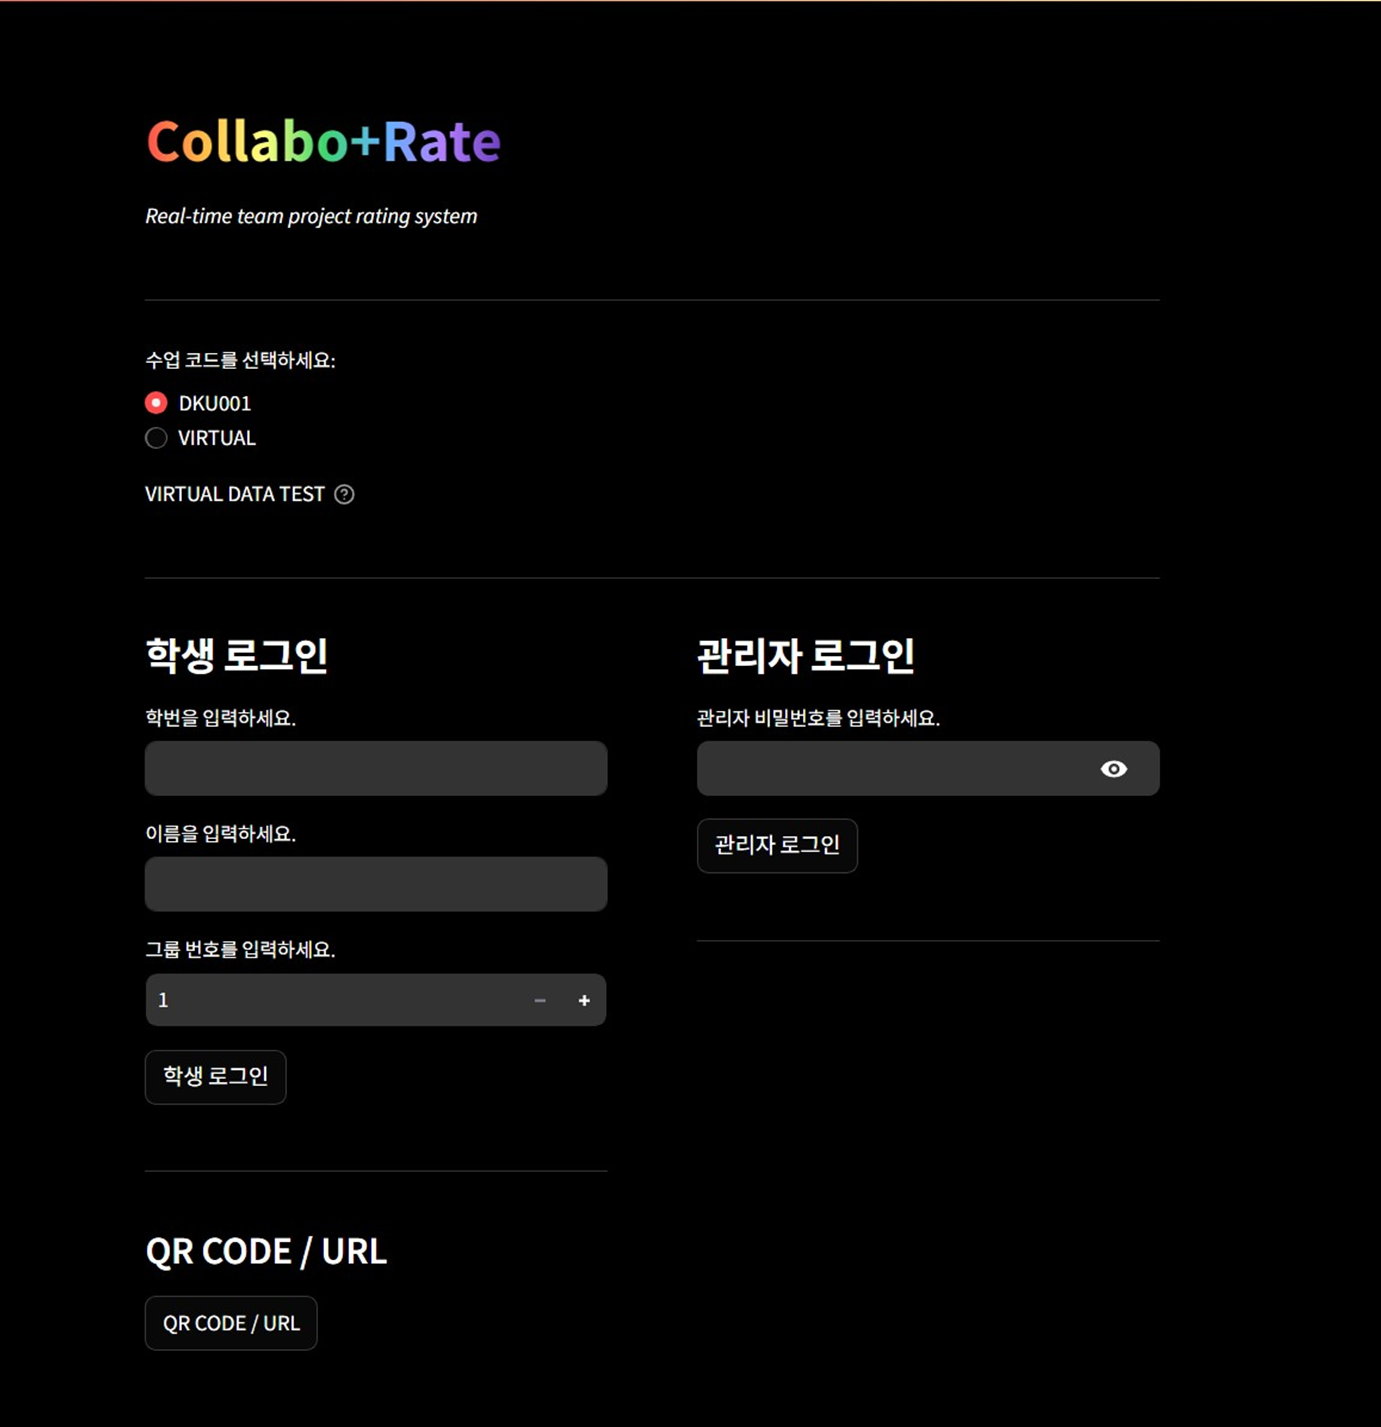 Collabo+Rate
Real-time team project rating system
수업 코드를 선택하세요:
DKU001
VIRTUAL
VIRTUAL DATA TEST
학생 로그인
학번을 입력하세요.
이름을 입력하세요.
그룹 번호를 입력하세요.
1
학생 로그인
관리자 로그인
관리자 비밀번호를 입력하세요.
관리자 로그인
QR CODE / URL
QR CODE / URL